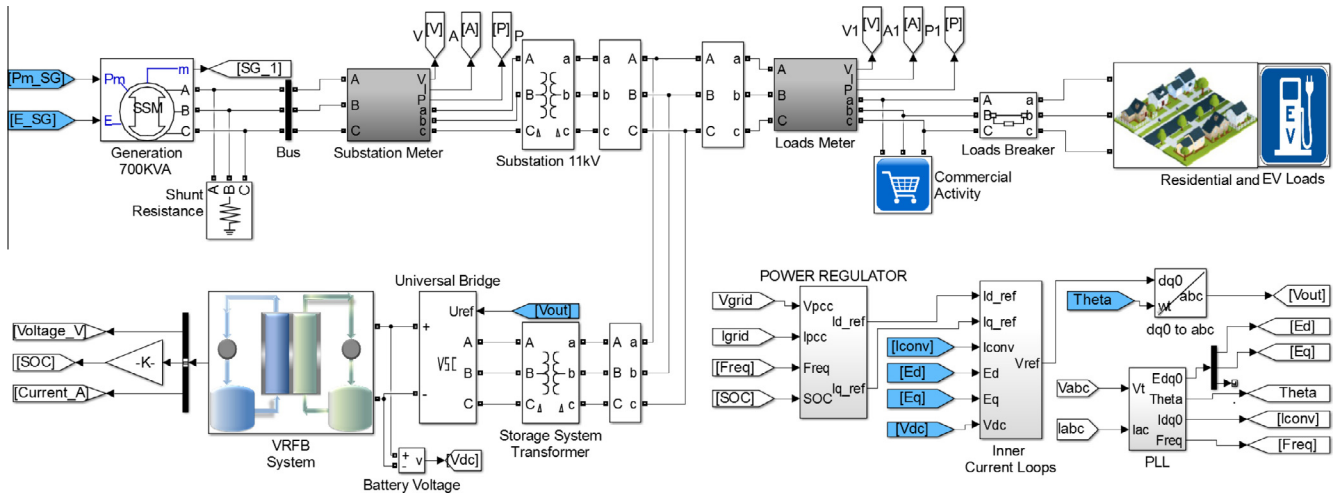 [Pm_SG]
[E_SG]
Pm
m
SSM
E
A
B
C
Generation
700KVA
[SG_1]
Bus
A B C
Shunt
Resistance
A
B
C
V
I
P
a
b
c
Substation Meter
V
[V]
A
[A]
[P]
P
A
B
C
a
b
c
Substation 11kV
a
b
c
A
B
C
a
b
c
A
B
C
V
I
P
a
b
c
Loads Meter
V1
[V]
A1
[A]
P1
[P]
Commercial
Activity
A
B
C
a
b
c
Loads Breaker
EV
Residential and EV Loads
[Voltage_V]
[SOC]
[Current_A]
-K-
VRFB
System
Universal Bridge
+
-
Uref
VSC
A
B
C
[Vout]
A
B
C
a
b
c
Storage System
Transformer
a
b
c
A
B
C
+
-
v
[Vdc]
Battery Voltage
POWER REGULATOR
Vgrid
Igrid
[Freq]
[SOC]
Vpcc
Ipcc
Freq
SOC
Id_ref
Iq_ref
[Iconv]
[Ed]
[Eq]
[Vdc]
Id_ref
Iq_ref
Iconv
Ed
Eq
Vdc
Vref
Inner
Current Loops
Theta
dq0
wt
abc
dq0 to abc
[Vout]
[Ed]
[Eq]
Vabc
Iabc
Vt
Iac
Edq0
Theta
Idq0
Freq
PLL
Theta
[Iconv]
[Freq]